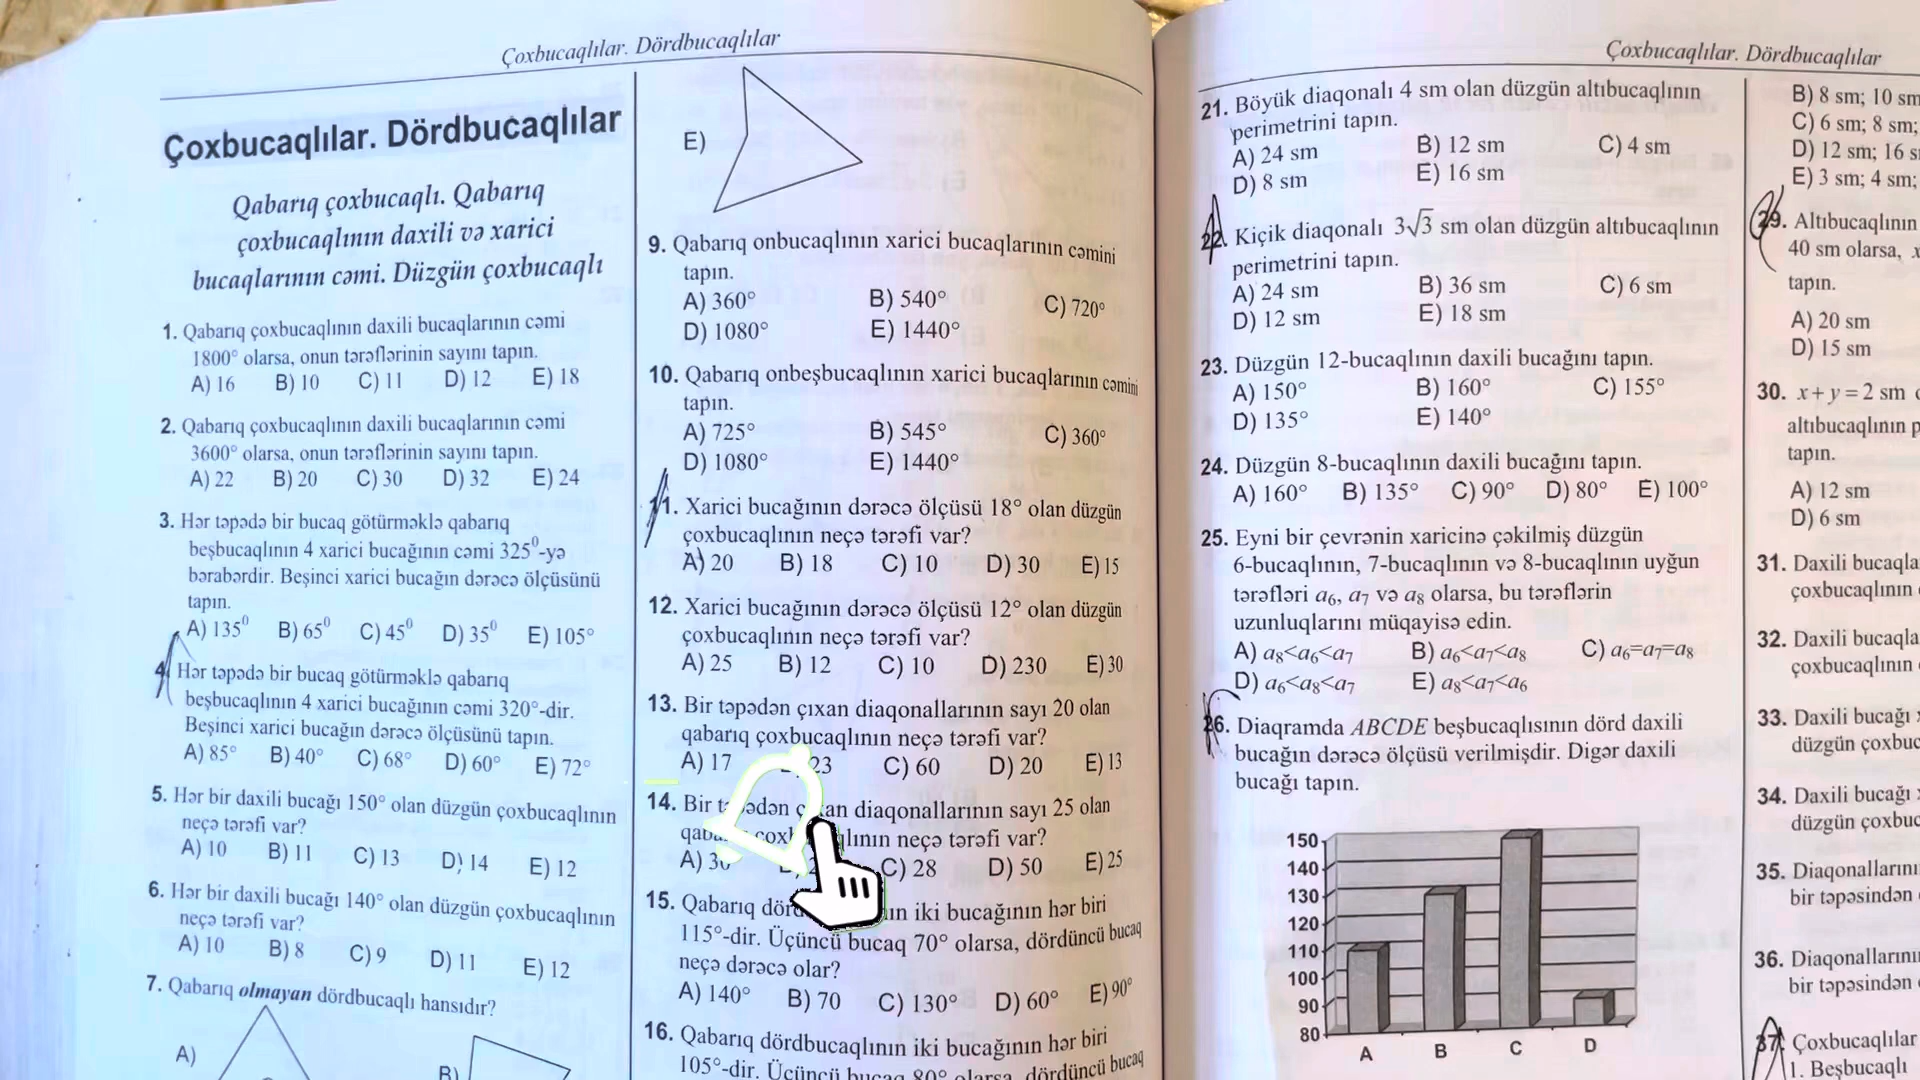 Çoxbucaqlılar. Dördbucaqlılar
Çoxbucaqlılar. Dördbucaqlılar
Qabarıq çoxbucaqlı. Qabarıq
çoxbucaqlının daxili və xarici
bucaqlarının cəmi. Düzgün çoxbucaqlı
1. Qabarıq çoxbucaqlının daxili bucaqlarının cəmi
1800° olarsa, onun tərəflərinin sayını tapın.
A) 16 B) 10 C) 11 D) 12 E) 18
2. Qabarıq çoxbucaqlının daxili bucaqlarının cəmi
3600° olarsa, onun tərəflərinin sayını tapın.
A) 22 B) 20 C) 30 D) 32 E) 24
3. Hər təpədə bir bucaq götürməklə qabarıq
beşbucaqlının 4 xarici bucağının cəmi 325⁰-yə
bərabərdir. Beşinci xarici bucağın dərəcə ölçüsünü
tapın.
A) 135⁰ B) 65⁰ C) 45⁰ D) 35⁰ E) 105°
4. Hər təpədə bir bucaq götürməklə qabarıq
beşbucaqlının 4 xarici bucağının cəmi 320°-dir.
Beşinci xarici bucağın dərəcə ölçüsünü tapın.
A) 85° B) 40° C) 68° D) 60° E) 72°
5. Hər bir daxili bucağı 150° olan düzgün çoxbucaqlının
neçə tərəfi var?
A) 10 B) 11 C) 13 D) 14 E) 12
6. Hər bir daxili bucağı 140° olan düzgün çoxbucaqlının
neçə tərəfi var?
A) 10 B) 8 C) 9 D) 11 E) 12
7. Qabarıq olmayan dördbucaqlı hansıdır?
A)
B)
E)
9. Qabarıq onbucaqlının xarici bucaqlarının cəmini
tapın.
A) 360° B) 540° C) 720°
D) 1080° E) 1440°
10. Qabarıq onbeşbucaqlının xarici bucaqlarının cəmini
tapın.
A) 725° B) 545° C) 360°
D) 1080° E) 1440°
11. Xarici bucağının dərəcə ölçüsü 18° olan düzgün
çoxbucaqlının neçə tərəfi var?
A) 20 B) 18 C) 10 D) 30 E) 15
12. Xarici bucağının dərəcə ölçüsü 12° olan düzgün
çoxbucaqlının neçə tərəfi var?
A) 25 B) 12 C) 10 D) 230 E) 30
13. Bir təpədən çıxan diaqonallarının sayı 20 olan
qabarıq çoxbucaqlının neçə tərəfi var?
A) 17 23 C) 60 D) 20 E) 13
14. Bir diaqonallarının sayı 25 olan
neçə tərəfi var?
A) C) 28 D) 50 E) 25
15. Qabarıq iki bucağının hər biri
115°-dir. Üçüncü bucaq 70° olarsa, dördüncü bucaq
neçə dərəcə olar?
A) 140° B) 70 C) 130° D) 60° E) 90°
16. Qabarıq dördbucaqlının iki bucağının hər biri
105°-dir. Üçüncü bucaq 80° olarsa, dördüncü bucaq
Çoxbucaqlılar. Dördbucaqlılar
21. Böyük diaqonalı 4 sm olan düzgün altıbucaqlının
perimetrini tapın.
A) 24 sm B) 12 sm C) 4 sm
D) 8 sm E) 16 sm
22. Kiçik diaqonalı 3√3 sm olan düzgün altıbucaqlının
perimetrini tapın.
A) 24 sm B) 36 sm C) 6 sm
D) 12 sm E) 18 sm
23. Düzgün 12-bucaqlının daxili bucağını tapın.
A) 150° B) 160° C) 155°
D) 135° E) 140°
24. Düzgün 8-bucaqlının daxili bucağını tapın.
A) 160° B) 135° C) 90° D) 80° E) 100°
25. Eyni bir çevrənin xaricinə çəkilmiş düzgün
6-bucaqlının, 7-bucaqlının və 8-bucaqlının uyğun
tərəfləri a₆, a₇ və a₈ olarsa, bu tərəflərin
uzunluqlarını müqayisə edin.
A) a₈<a₆<a₇ B) a₆<a₇<a₈ C) a₆=a₇=a₈
D) a₆<a₈<a₇ E) a₈<a₇<a₆
26. Diaqramda ABCDE beşbucaqlısının dörd daxili
bucağın dərəcə ölçüsü verilmişdir. Digər daxili
bucağı tapın.
150
140
130
120
110
100
90
80
A B C D
B) 8 sm; 10 sm
C) 6 sm; 8 sm;
D) 12 sm; 16
E) 3 sm; 4 sm;
29. Altıbucaqlının
40 sm olarsa,
tapın.
A) 20 sm
D) 15 sm
30. x+y=2 sm
altıbucaqlının
tapın.
A) 12 sm
D) 6 sm
31. Daxili
çoxbucaqlının
32. Daxili
çoxbucaqlının
33. Daxili bucağı
düzgün
34. Daxili bucağı
düzgün
35.
bir təpəsindən
36.
bir təpəsindən
37. Çoxbucaqlılar
1. Beşbucaqlı